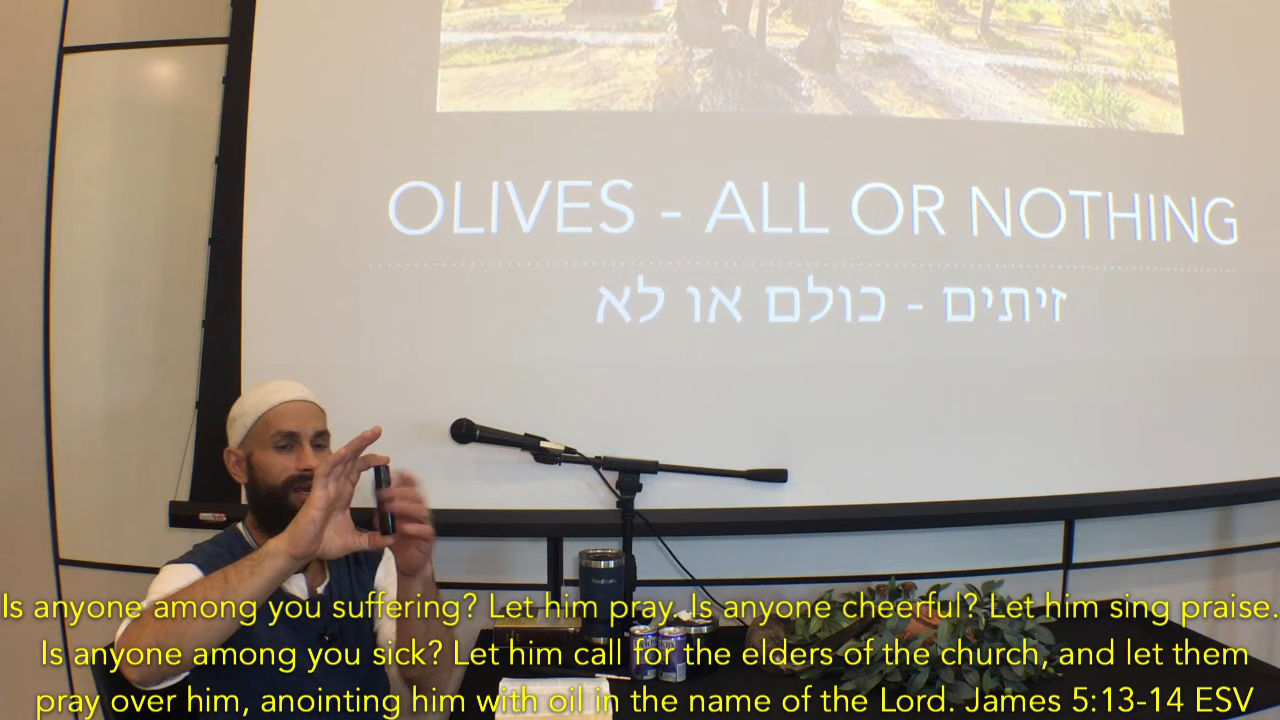 OLIVES - ALL OR NOTHING
זיתים - כולם או לא
Is anyone among you suffering? Let him pray. Is anyone cheerful? Let him sing praise.
Is anyone among you sick? Let him call for the elders of the church, and let them
pray over him, anointing him with oil in the name of the Lord. James 5:13-14 ESV